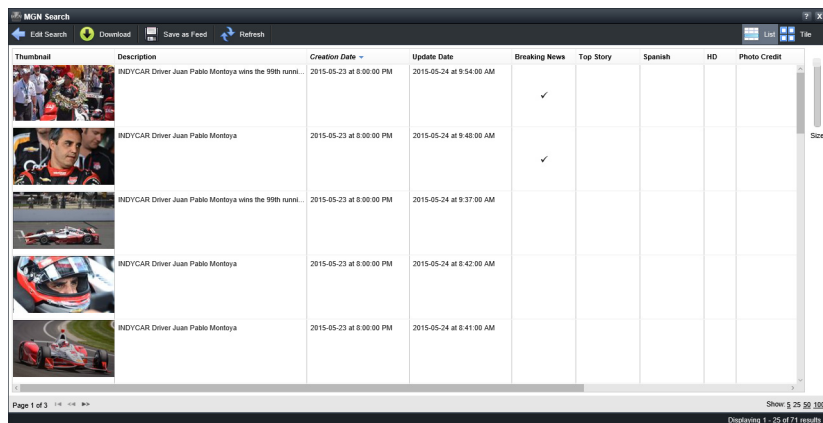 MGN Search ? X
Edit Search Download Save as Feed Refresh List Tile
Thumbnail Description Creation Date Update Date Breaking News Top Story Spanish HD Photo Credit
INDYCAR Driver Juan Pablo Montoya wins the 99th runni... 2015-05-23 at 8:00:00 PM 2015-05-24 at 9:54:00 AM ✓
Size
INDYCAR Driver Juan Pablo Montoya 2015-05-23 at 8:00:00 PM 2015-05-24 at 9:48:00 AM ✓
INDYCAR Driver Juan Pablo Montoya wins the 99th runni... 2015-05-23 at 8:00:00 PM 2015-05-24 at 9:37:00 AM
INDYCAR Driver Juan Pablo Montoya 2015-05-23 at 8:00:00 PM 2015-05-24 at 8:42:00 AM
INDYCAR Driver Juan Pablo Montoya 2015-05-23 at 8:00:00 PM 2015-05-24 at 8:41:00 AM
Page 1 of 3 Show: 5 25 50 100
Displaying 1 - 25 of 71 results